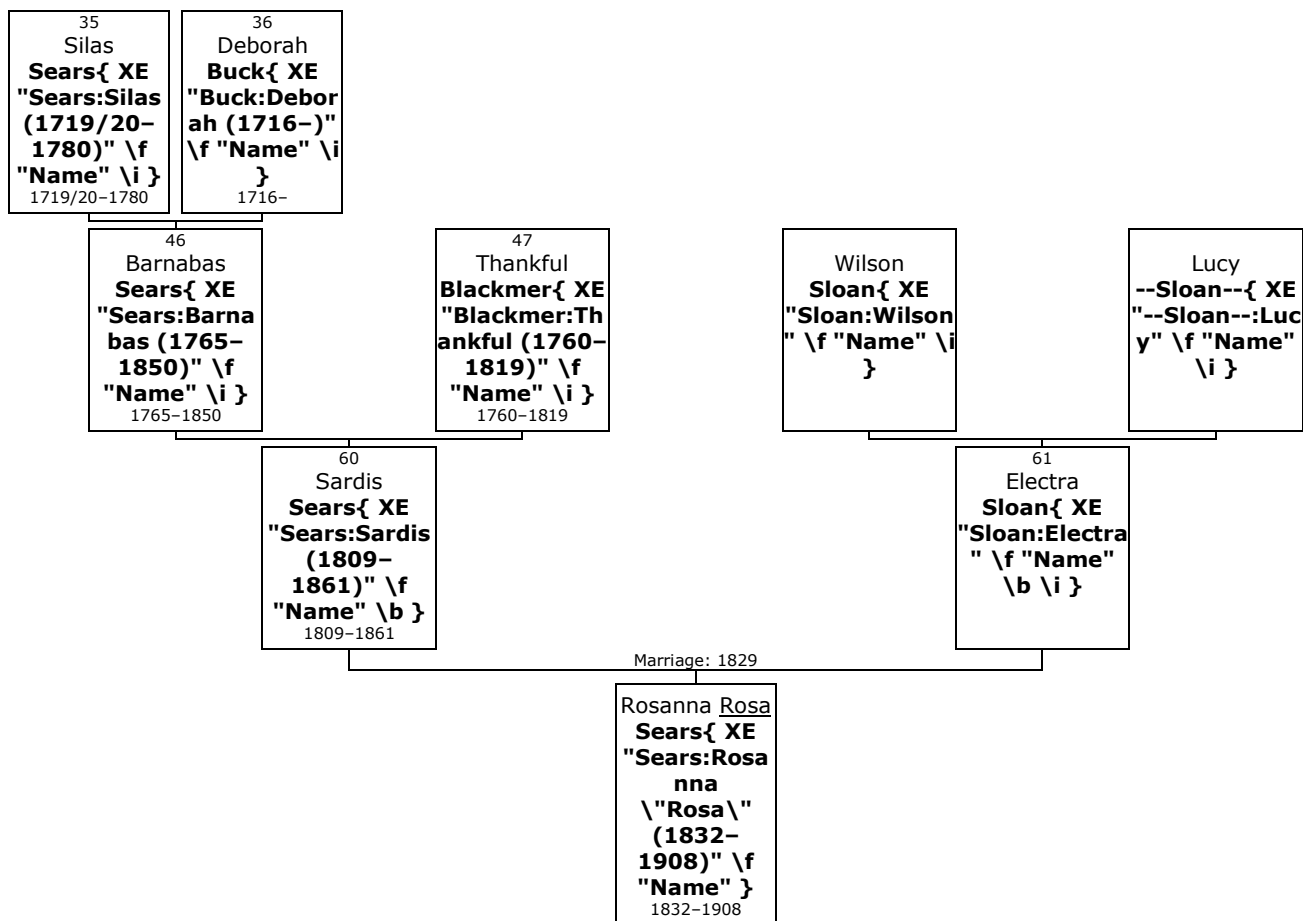 35
Silas
Sears{ XE
"Sears:Silas
(1719/20–
1780)" \f
"Name" \i }
1719/20–1780
36
Deborah
Buck{ XE
"Buck:Debor
ah (1716–)"
\f "Name" \i
}
1716–
46
Barnabas
Sears{ XE
"Sears:Barna
bas (1765–
1850)" \f
"Name" \i }
1765–1850
47
Thankful
Blackmer{ XE
"Blackmer:Th
ankful (1760–
1819)" \f
"Name" \i }
1760–1819
Wilson
Sloan{ XE
"Sloan:Wilson
" \f "Name" \i
}
Lucy
--Sloan--{ XE
"--Sloan--:Luc
y" \f "Name"
\i }
60
Sardis
Sears{ XE
"Sears:Sardis
(1809–
1861)" \f
"Name" \b }
1809–1861
61
Electra
Sloan{ XE
"Sloan:Electra
" \f "Name"
\b \i }
Marriage: 1829
Rosanna Rosa
Sears{ XE
"Sears:Rosa
nna
\"Rosa\"
(1832–
1908)" \f
"Name" }
1832–1908